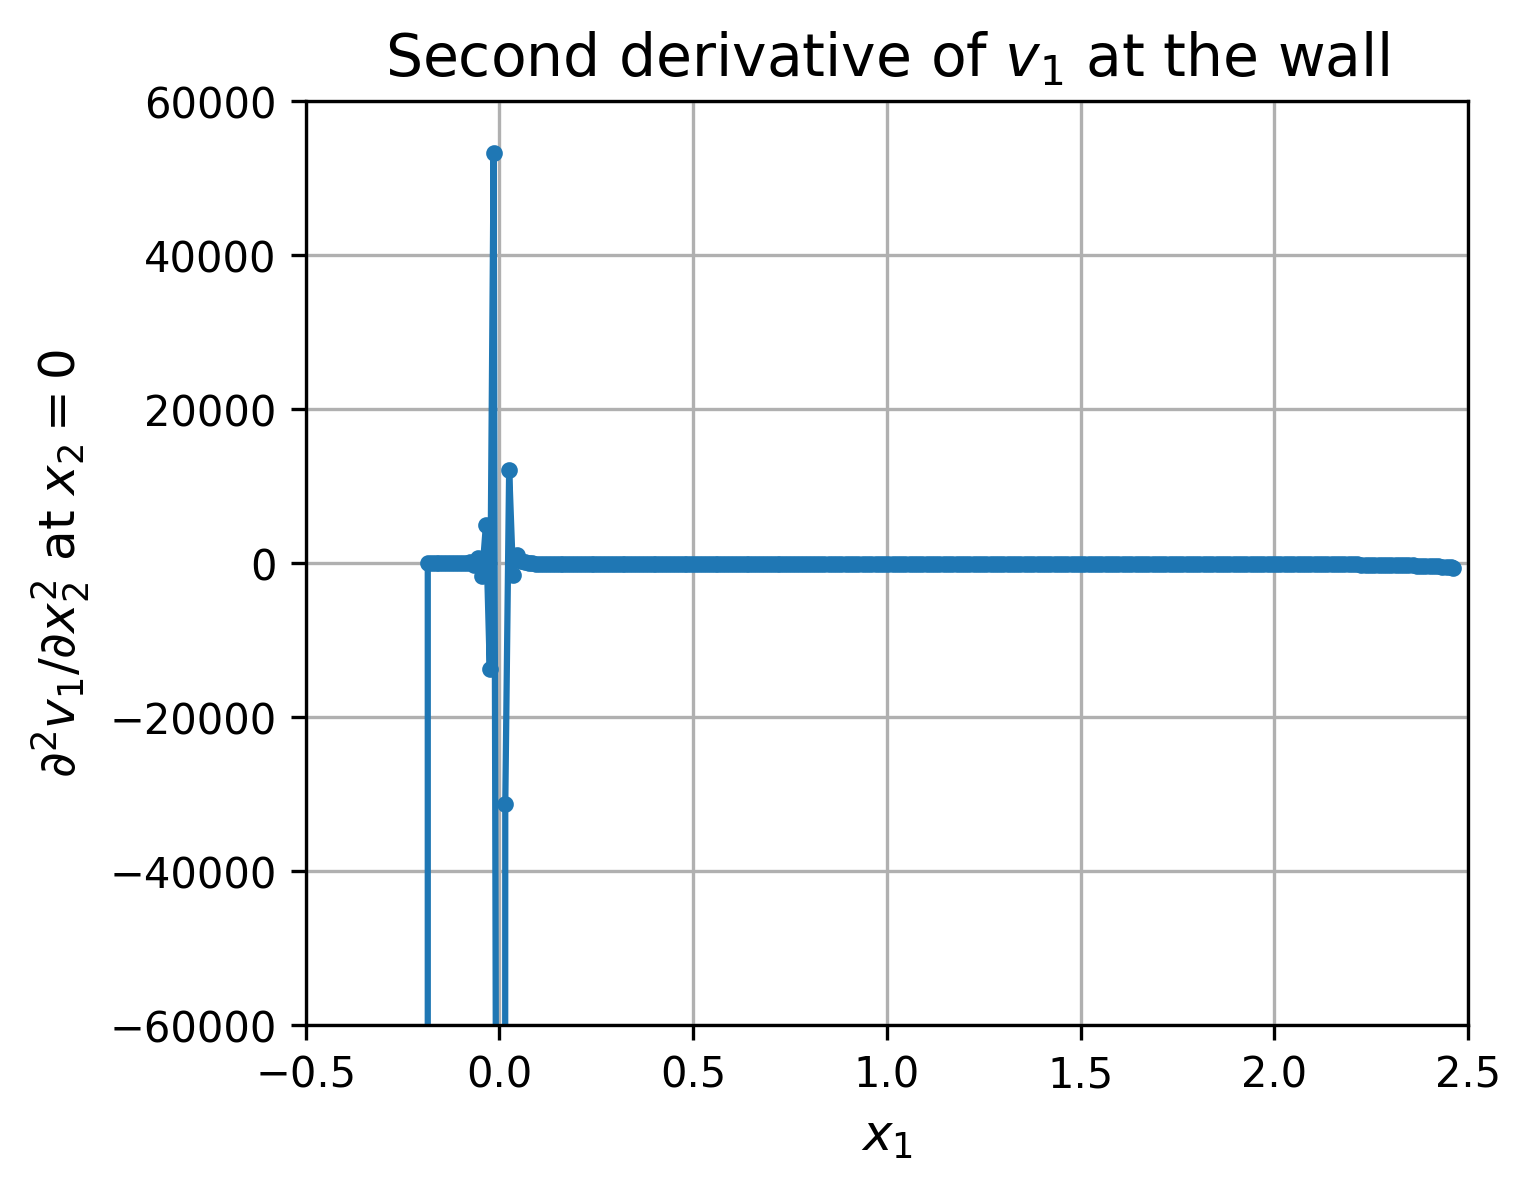 Second derivative of v₁ at the wall
60000
40000
20000
0
−20000
−40000
−60000
∂²v₁/∂x₂² at x₂ = 0
−0.5 0.0 0.5 1.0 1.5 2.0 2.5
x₁